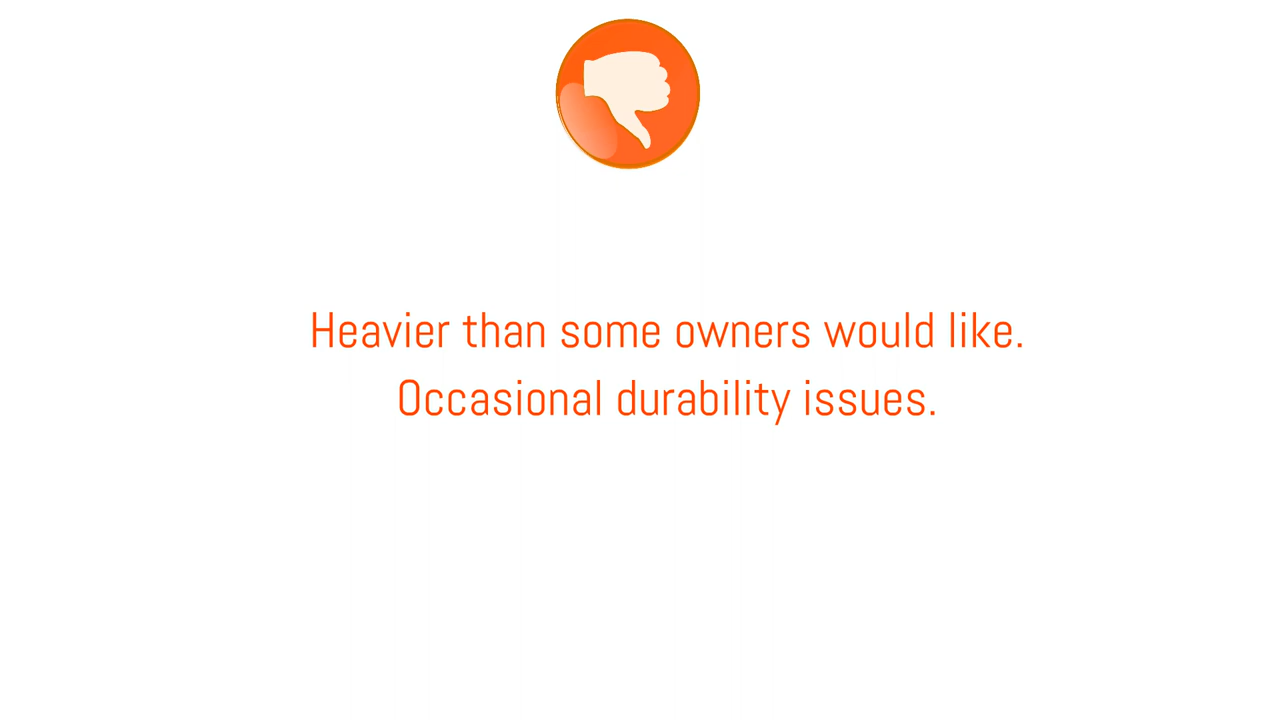 Heavier than some owners would like.
Occasional durability issues.